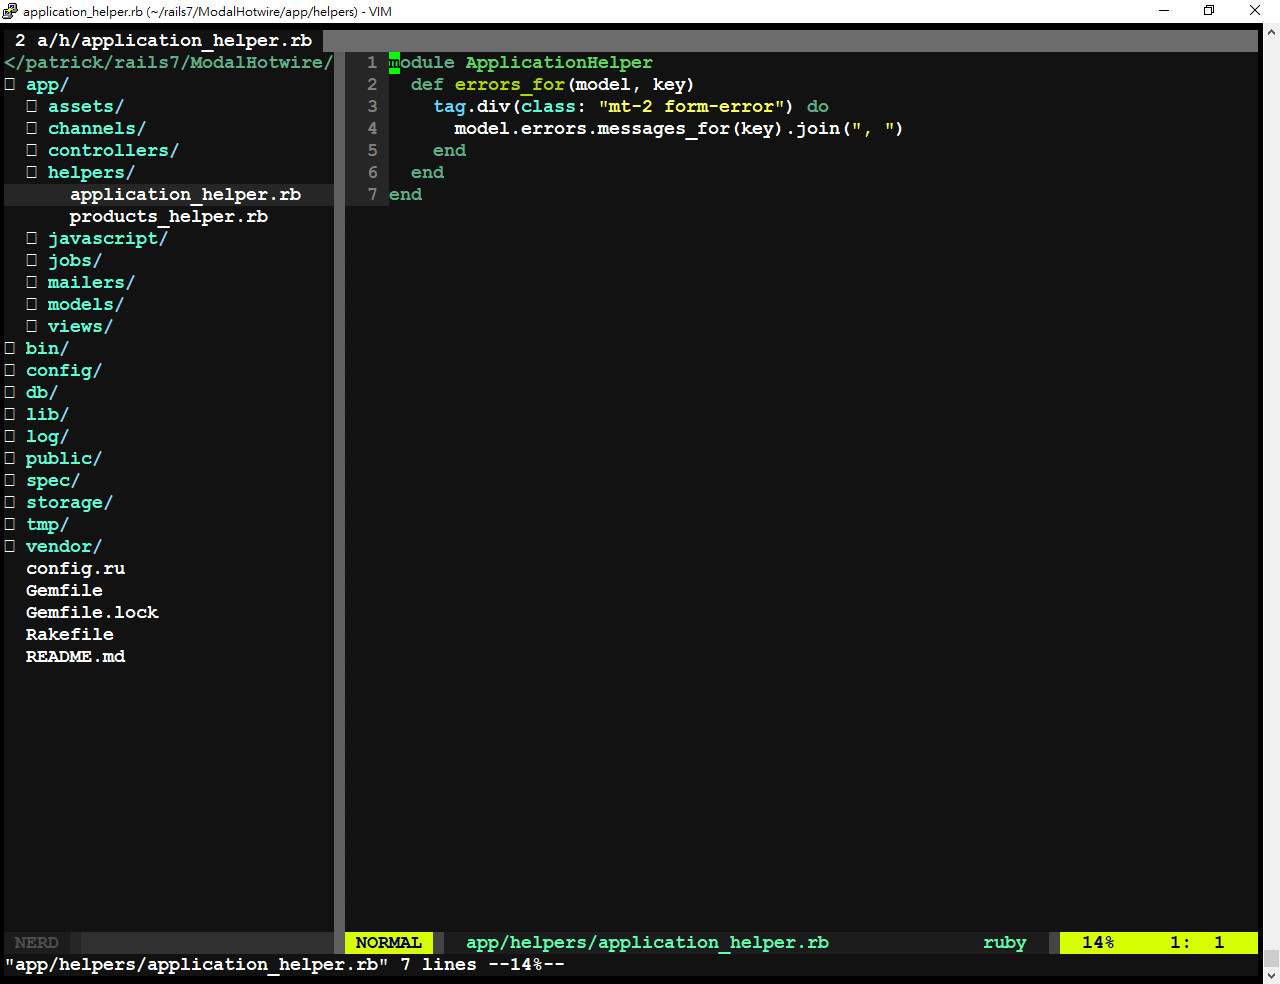 application_helper.rb (~/rails7/ModalHotwire/app/helpers) - VIM
2 a/h/application_helper.rb
</patrick/rails7/ModalHotwire/
app/
assets/
channels/
controllers/
helpers/
application_helper.rb
products_helper.rb
javascript/
jobs/
mailers/
models/
views/
bin/
config/
db/
lib/
log/
public/
spec/
storage/
tmp/
vendor/
config.ru
Gemfile
Gemfile.lock
Rakefile
README.md
1 module ApplicationHelper
2   def errors_for(model, key)
3     tag.div(class: "mt-2 form-error") do
4       model.errors.messages_for(key).join(", ")
5     end
6   end
7 end
NERD
NORMAL app/helpers/application_helper.rb ruby 14% 1: 1
"app/helpers/application_helper.rb" 7 lines --14%--